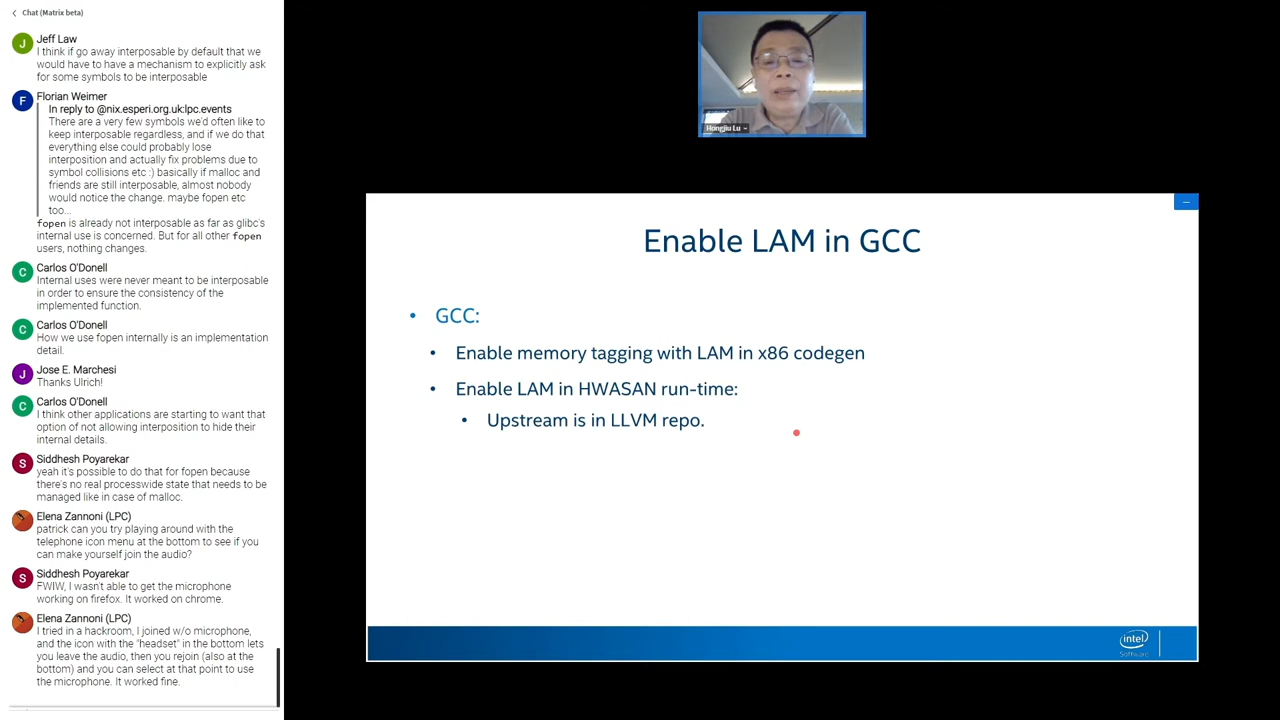 Chat (Matrix beta)
J
Jeff Law
I think if go away interposable by default that we
would have to have a mechanism to explicitly ask
for some symbols to be interposable
F
Florian Weimer
In reply to @nix.esperi.org.uk:lpc.events
There are a very few symbols we'd often like to
keep interposable regardless, and if we do that
everything else could probably lose
interposition and actually fix problems due to
symbol collisions etc :) basically if malloc and
friends are still interposable, almost nobody
would notice the change. maybe fopen etc
too...
fopen is already not interposable as far as glibc's
internal use is concerned. But for all other fopen
users, nothing changes.
C
Carlos O'Donell
Internal uses were never meant to be interposable
in order to ensure the consistency of the
implemented function.
C
Carlos O'Donell
How we use fopen internally is an implementation
detail.
J
Jose E. Marchesi
Thanks Ulrich!
C
Carlos O'Donell
I think other applications are starting to want that
option of not allowing interposition to hide their
internal details.
S
Siddhesh Poyarekar
yeah it's possible to do that for fopen because
there's no real processwide state that needs to be
managed like in case of malloc.
Elena Zannoni (LPC)
patrick can you try playing around with the
telephone icon menu at the bottom to see if you
can make yourself join the audio?
S
Siddhesh Poyarekar
FWIW, I wasn't able to get the microphone
working on firefox. It worked on chrome.
Elena Zannoni (LPC)
I tried in a hackroom, I joined w/o microphone,
and the icon with the "headset" in the bottom lets
you leave the audio, then you rejoin (also at the
bottom) and you can select at that point to use
the microphone. It worked fine.
Hongjiu Lu
Enable LAM in GCC
• GCC:
• Enable memory tagging with LAM in x86 codegen
• Enable LAM in HWASAN run-time:
• Upstream is in LLVM repo.
intel
Software